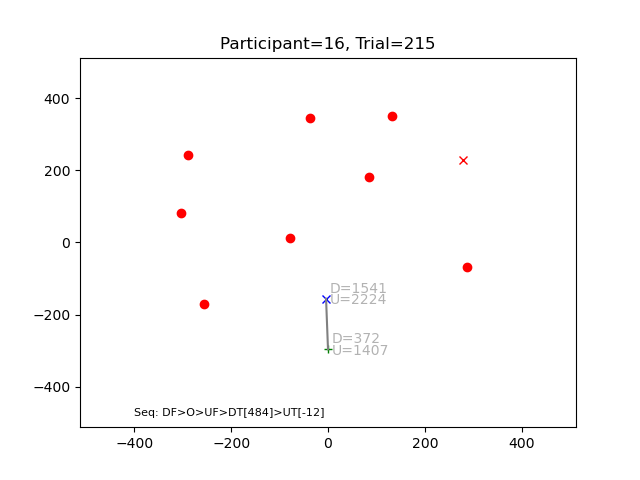 Participant=16, Trial=215
400
200
0
−200
−400
D=1541
U=2224
D=372
U=1407
Seq: DF>O>UF>DT[484]>UT[-12]
−400
−200
0
200
400